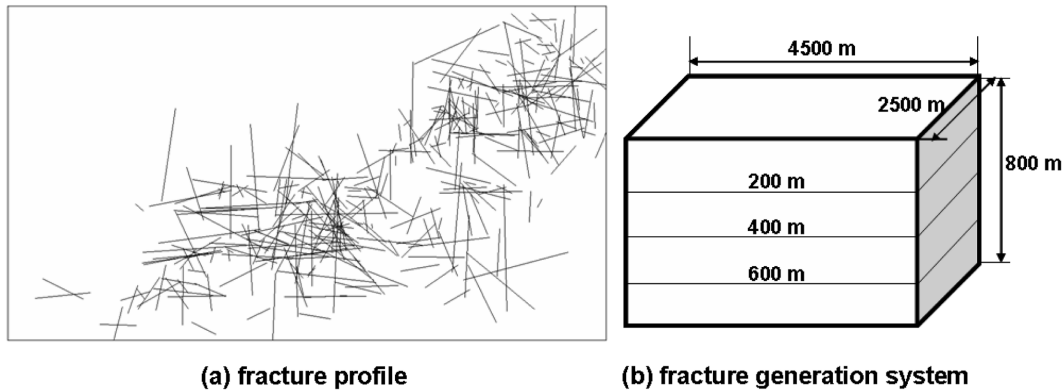 4500 m
2500 m
800 m
200 m
400 m
600 m
(a) fracture profile
(b) fracture generation system